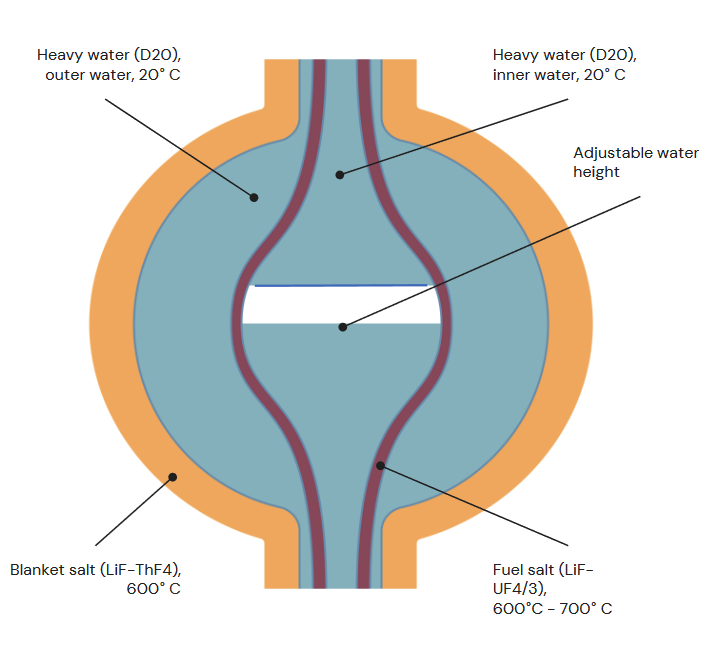 Heavy water (D2O),
outer water, 20° C
Heavy water (D2O),
inner water, 20° C
Adjustable water
height
Blanket salt (LiF-ThF4),
600° C
Fuel salt (LiF-
UF4/3),
600°C - 700° C